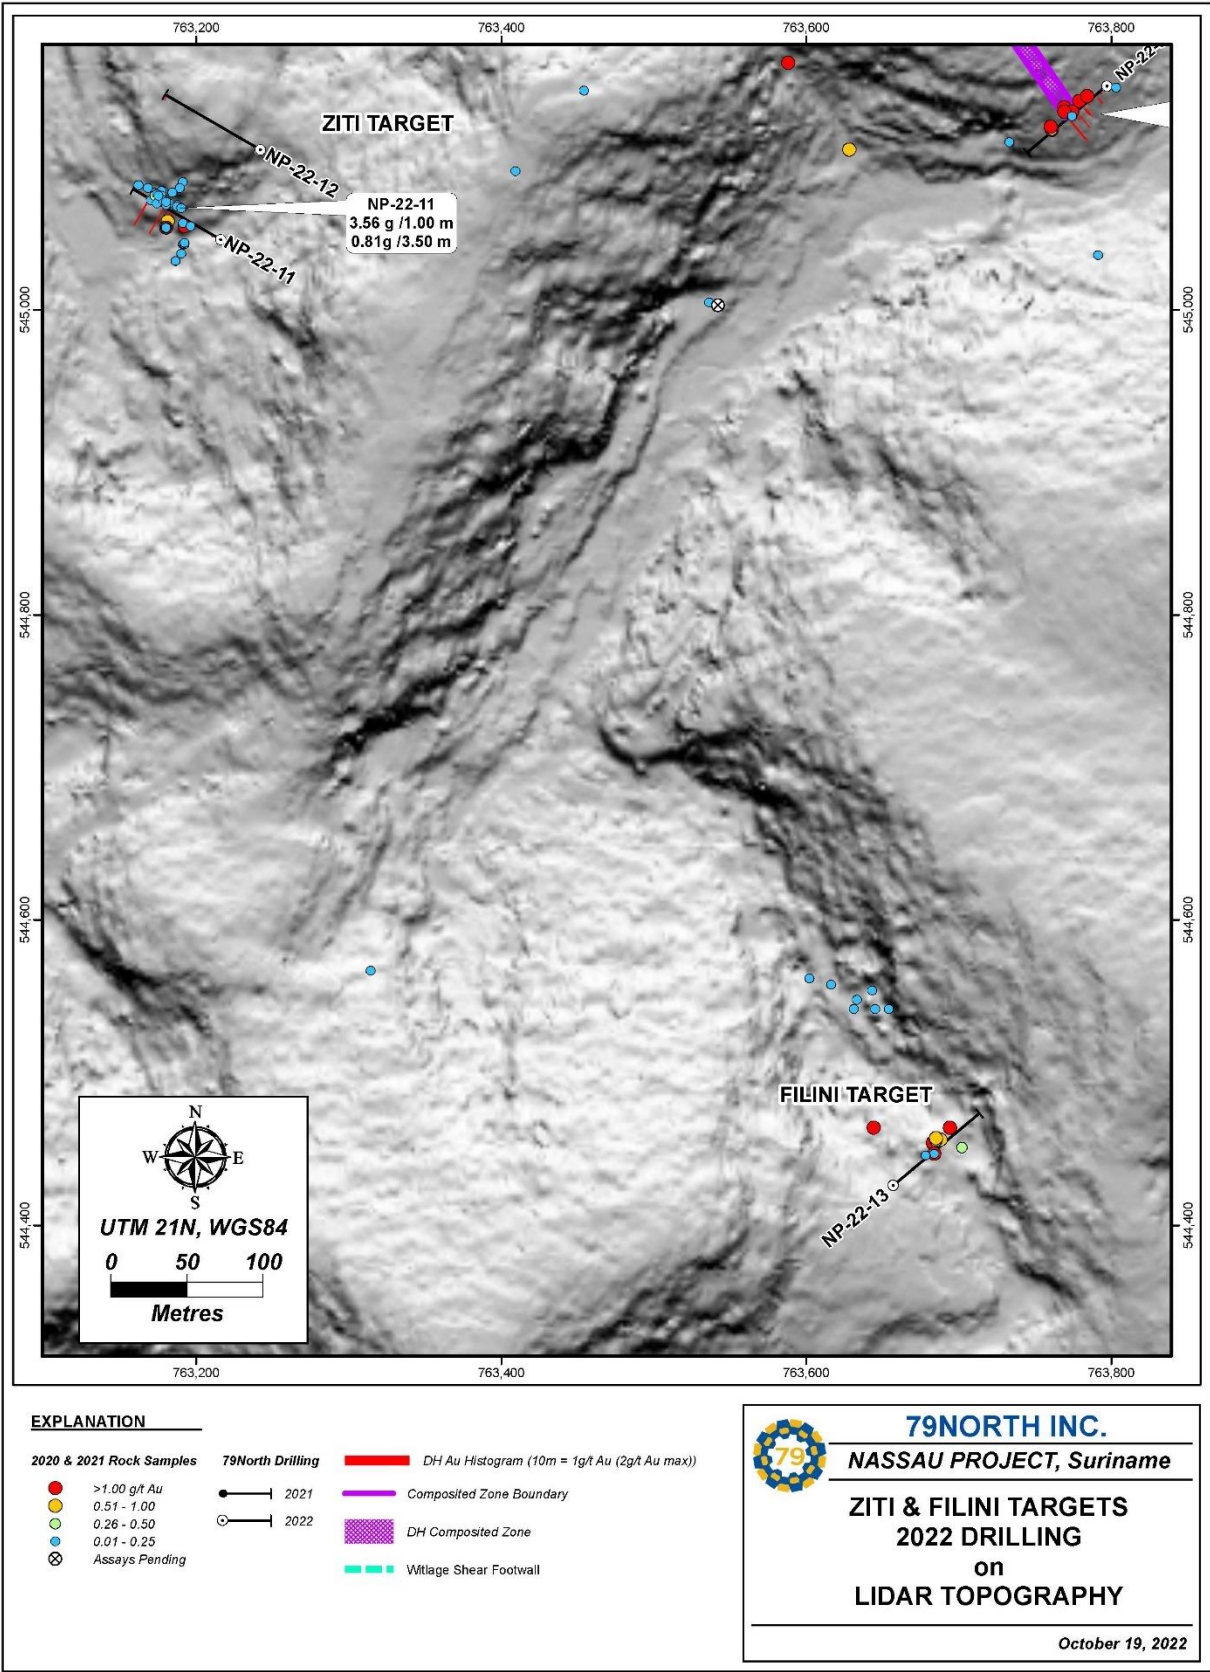 763,200
763,400
763,600
763,800
NP-22-
ZITI TARGET
NP-22-12
NP-22-11
3.56 g /1.00 m
0.81g /3.50 m
NP-22-11
545,000
545,000
544,800
544,800
544,600
544,600
FILINI TARGET
NP-22-13
544,400
544,400
N
W
E
S
UTM 21N, WGS84
0 50 100
Metres
763,200
763,400
763,600
763,800
EXPLANATION
2020 & 2021 Rock Samples
>1.00 g/t Au
0.51 - 1.00
0.26 - 0.50
0.01 - 0.25
Assays Pending
79North Drilling
2021
2022
DH Au Histogram (10m = 1g/t Au (2g/t Au max))
Composited Zone Boundary
DH Composited Zone
Witlage Shear Footwall
79
79NORTH INC.
NASSAU PROJECT, Suriname
ZITI & FILINI TARGETS
2022 DRILLING
on
LIDAR TOPOGRAPHY
October 19, 2022